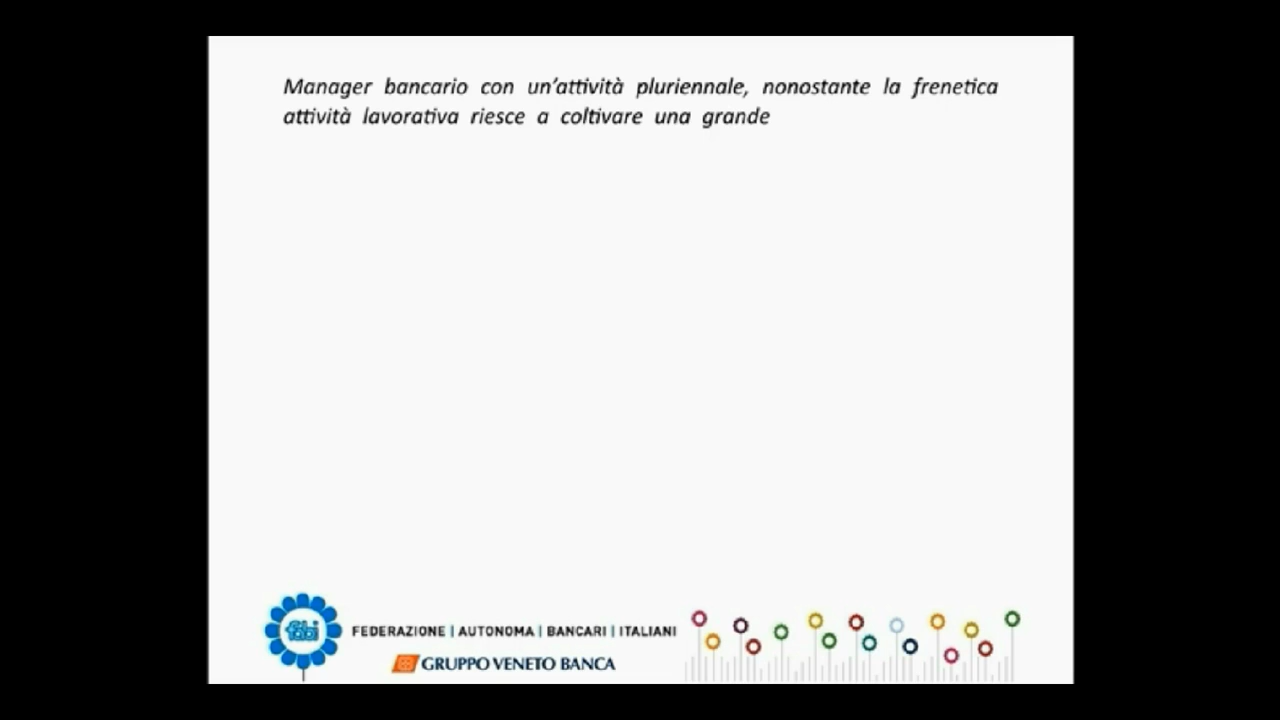 Manager bancario con un'attività pluriennale, nonostante la frenetica
attività lavorativa riesce a coltivare una grande
fabi
FEDERAZIONE | AUTONOMA | BANCARI | ITALIANI
GRUPPO VENETO BANCA